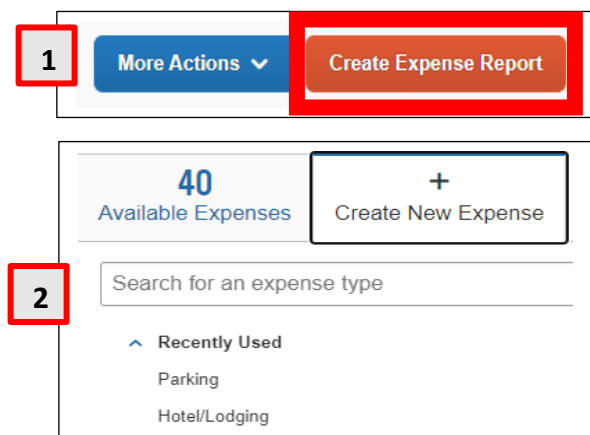 1
More Actions
Create Expense Report
40
Available Expenses
+
Create New Expense
2
Search for an expense type
Recently Used
Parking
Hotel/Lodging